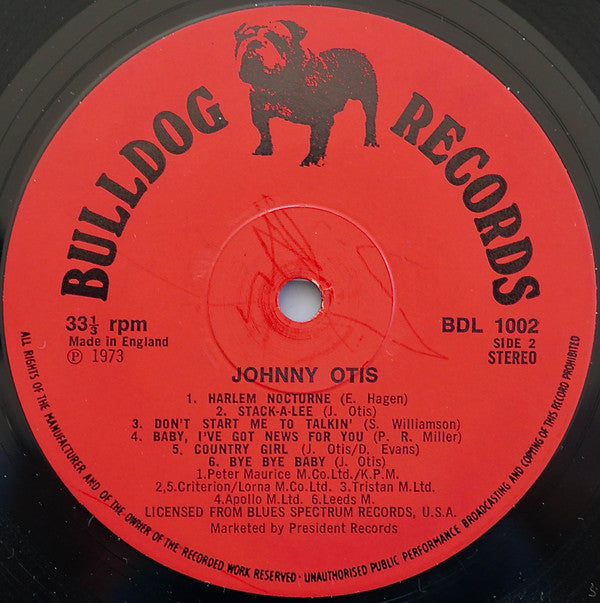 BULLDOG RECORDS
33⅓ rpm
Made in England
Ⓟ 1973
BDL 1002
SIDE 2
STEREO
JOHNNY OTIS
1. HARLEM NOCTURNE (E. Hagen)
2. STACK-A-LEE (J. Otis)
3. DON'T START ME TO TALKIN' (S. Williamson)
4. BABY, I'VE GOT NEWS FOR YOU (P. R. Miller)
5. COUNTRY GIRL (J. Otis/D. Evans)
6. BYE BYE BABY (J. Otis)
1.Peter Maurice M.Co.Ltd./K.P.M.
2,5.Criterion/Lorna M.Co.Ltd. 3.Tristan M.Ltd.
4.Apollo M.Ltd. 6.Leeds M.
LICENSED FROM BLUES SPECTRUM RECORDS, U.S.A.
Marketed by President Records
ALL RIGHTS OF THE MANUFACTURER AND OF THE OWNER OF THE RECORDED WORK RESERVED · UNAUTHORISED PUBLIC PERFORMANCE BROADCASTING AND COPYING OF THIS RECORD PROHIBITED